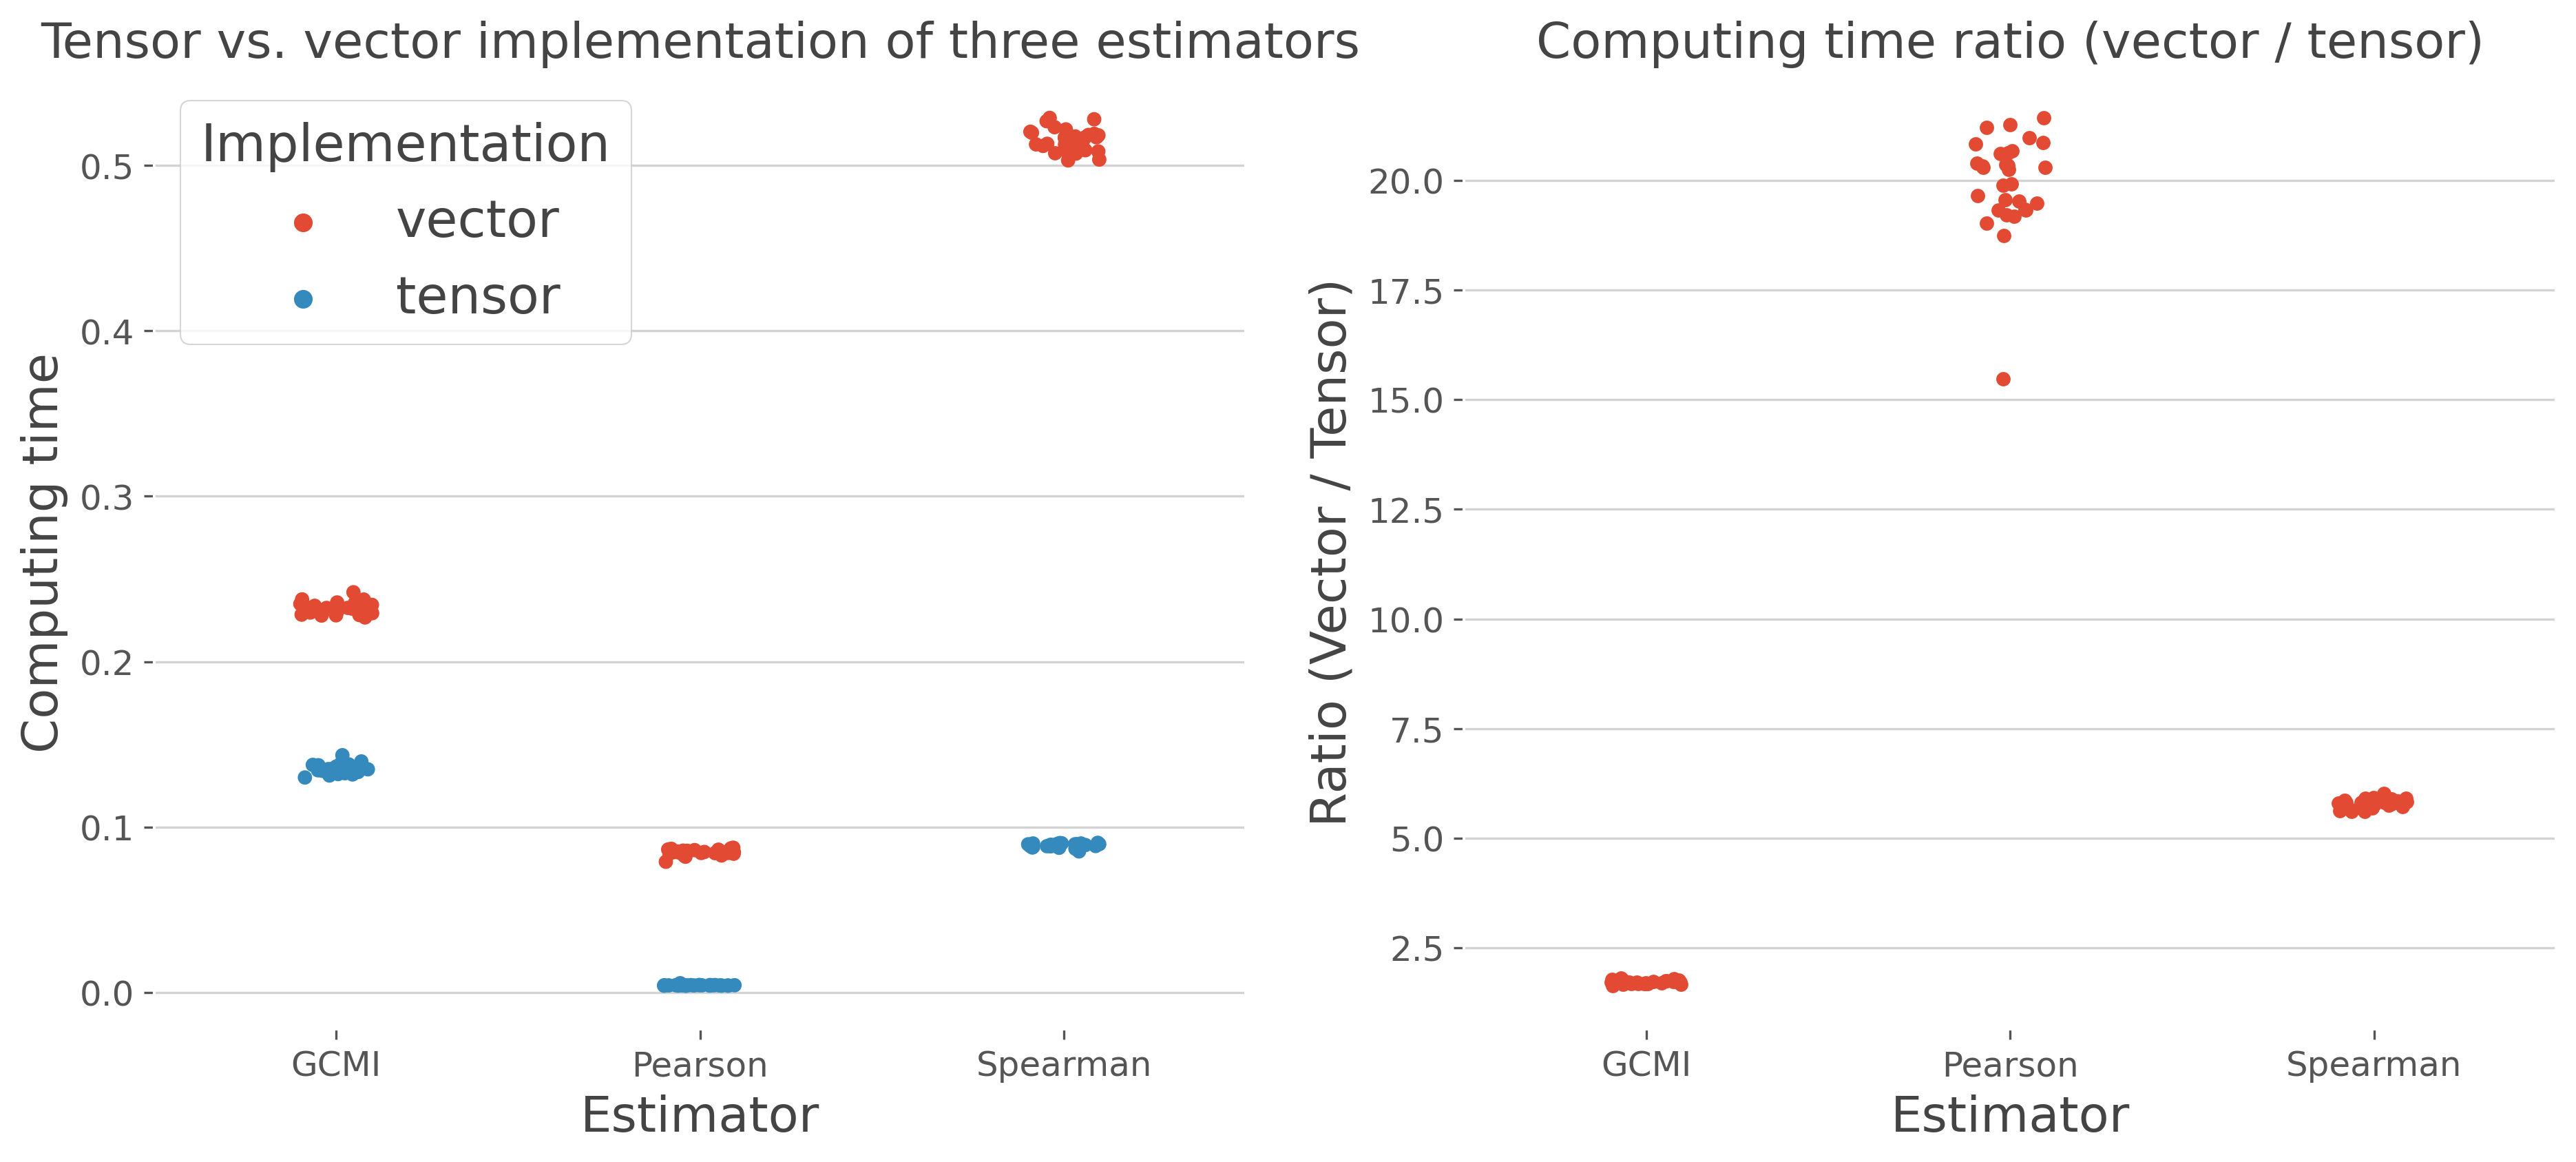 Tensor vs. vector implementation of three estimators
Implementation
vector
tensor
Computing time
0.5
0.4
0.3
0.2
0.1
0.0
GCMI
Pearson
Spearman
Estimator
Computing time ratio (vector / tensor)
Ratio (Vector / Tensor)
20.0
17.5
15.0
12.5
10.0
7.5
5.0
2.5
GCMI
Pearson
Spearman
Estimator